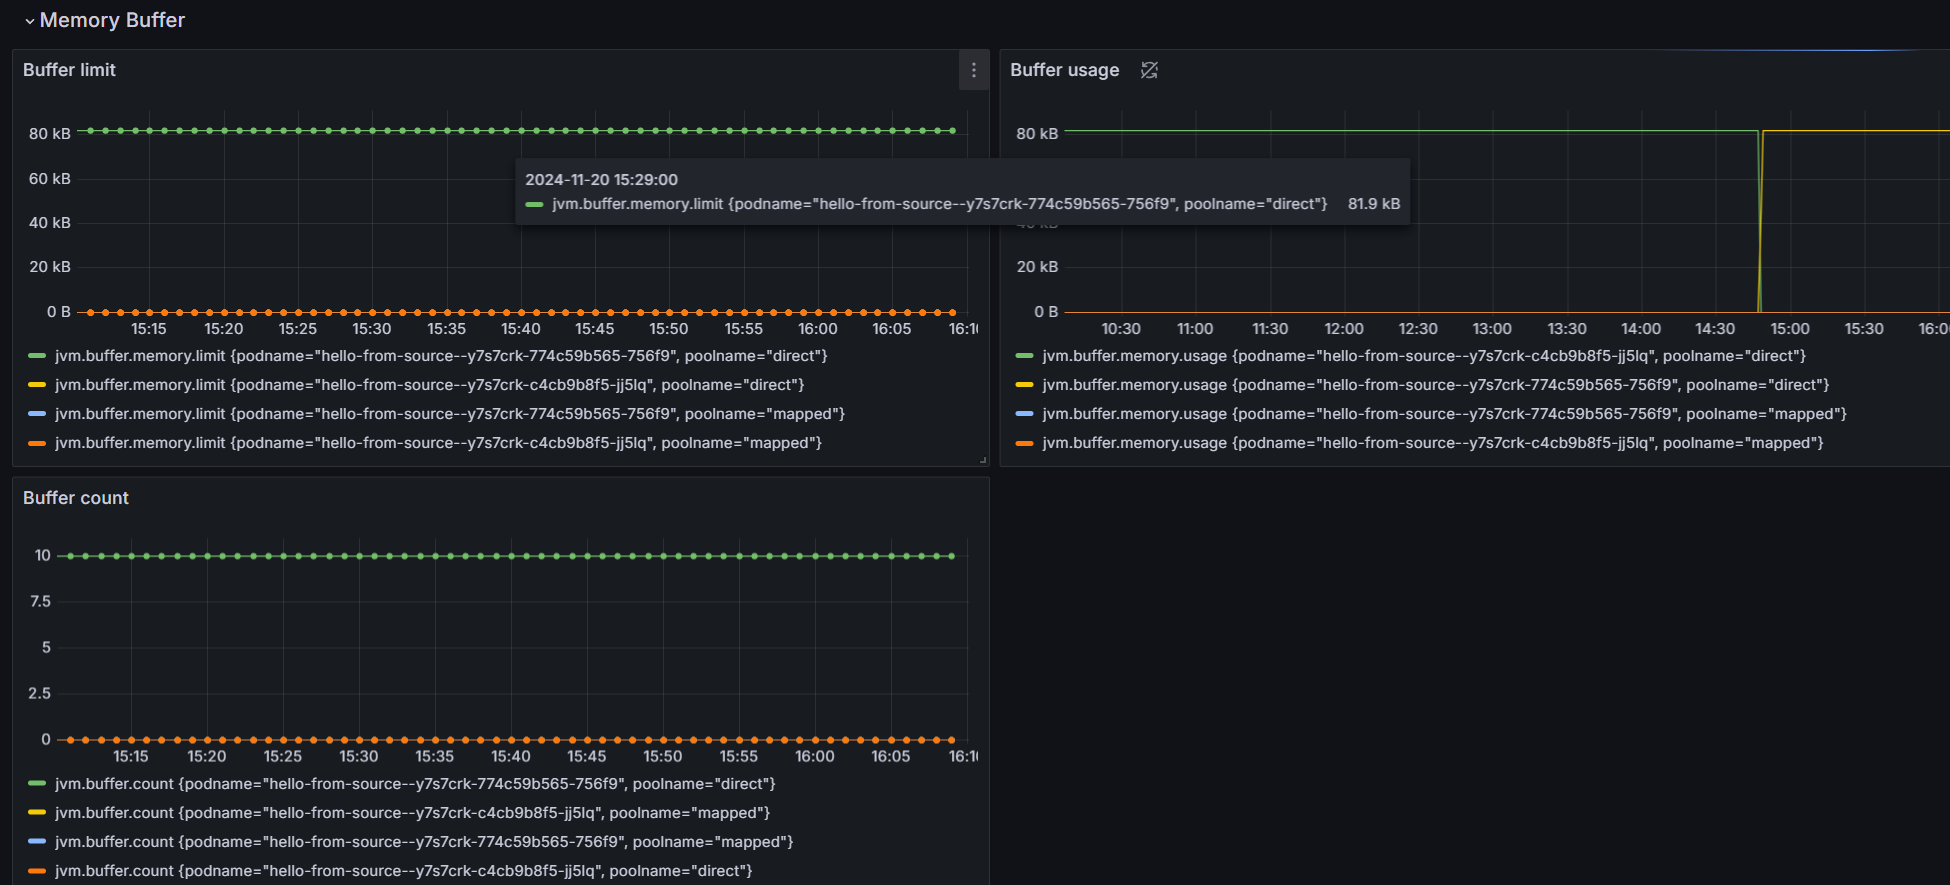 Memory Buffer
Buffer limit
80 kB
60 kB
40 kB
20 kB
0 B
15:15 15:20 15:25 15:30 15:35 15:40 15:45 15:50 15:55 16:00 16:05 16:10
jvm.buffer.memory.limit {podname="hello-from-source--y7s7crk-774c59b565-756f9", poolname="direct"}
jvm.buffer.memory.limit {podname="hello-from-source--y7s7crk-c4cb9b8f5-jj5lq", poolname="direct"}
jvm.buffer.memory.limit {podname="hello-from-source--y7s7crk-774c59b565-756f9", poolname="mapped"}
jvm.buffer.memory.limit {podname="hello-from-source--y7s7crk-c4cb9b8f5-jj5lq", poolname="mapped"}
2024-11-20 15:29:00
jvm.buffer.memory.limit {podname="hello-from-source--y7s7crk-774c59b565-756f9", poolname="direct"} 81.9 kB
Buffer usage
80 kB
40 kB
20 kB
0 B
10:30 11:00 11:30 12:00 12:30 13:00 13:30 14:00 14:30 15:00 15:30 16:00
jvm.buffer.memory.usage {podname="hello-from-source--y7s7crk-c4cb9b8f5-jj5lq", poolname="direct"}
jvm.buffer.memory.usage {podname="hello-from-source--y7s7crk-774c59b565-756f9", poolname="direct"}
jvm.buffer.memory.usage {podname="hello-from-source--y7s7crk-774c59b565-756f9", poolname="mapped"}
jvm.buffer.memory.usage {podname="hello-from-source--y7s7crk-c4cb9b8f5-jj5lq", poolname="mapped"}
Buffer count
10
7.5
5
2.5
0
15:15 15:20 15:25 15:30 15:35 15:40 15:45 15:50 15:55 16:00 16:05 16:10
jvm.buffer.count {podname="hello-from-source--y7s7crk-774c59b565-756f9", poolname="direct"}
jvm.buffer.count {podname="hello-from-source--y7s7crk-c4cb9b8f5-jj5lq", poolname="mapped"}
jvm.buffer.count {podname="hello-from-source--y7s7crk-774c59b565-756f9", poolname="mapped"}
jvm.buffer.count {podname="hello-from-source--y7s7crk-c4cb9b8f5-jj5lq", poolname="direct"}